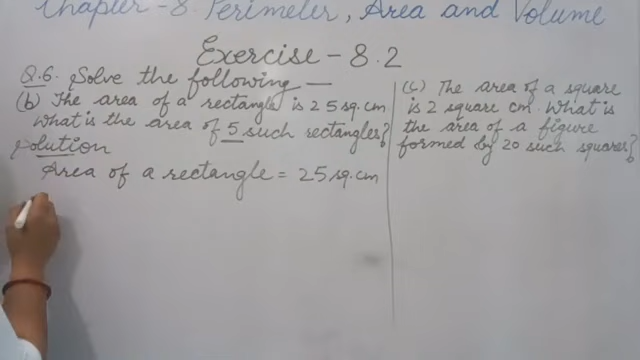 Chapter - 8 Perimeter, Area and Volume
Exercise - 8.2
Q.6. Solve the following —
(b) The area of a rectangle is 25 sq. cm
What is the area of 5 such rectangles?
Solution
Area of a rectangle = 25 sq. cm
(c) The area of a square
is 2 square cm. What is
the area of a figure
formed by 20 such squares?